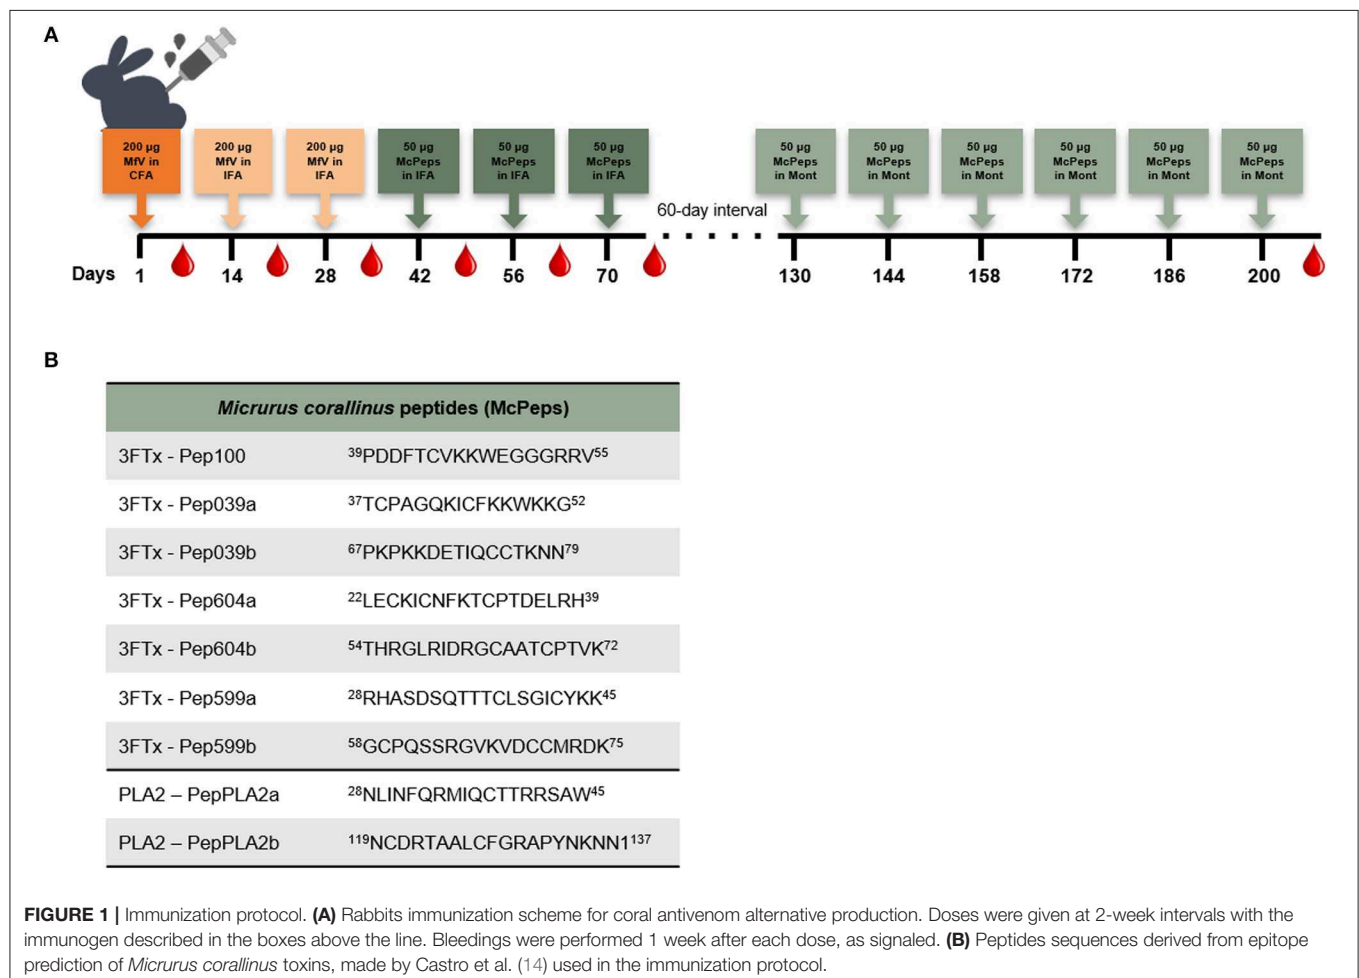 A
200 µg
MfV in
CFA
200 µg
MfV in
IFA
200 µg
MfV in
IFA
50 µg
McPeps
in IFA
50 µg
McPeps
in IFA
50 µg
McPeps
in IFA
60-day interval
50 µg
McPeps
in Mont
50 µg
McPeps
in Mont
50 µg
McPeps
in Mont
50 µg
McPeps
in Mont
50 µg
McPeps
in Mont
50 µg
McPeps
in Mont
Days 1 14 28 42 56 70 130 144 158 172 186 200
B
Micrurus corallinus peptides (McPeps)
3FTx - Pep100 ³⁹PDDFTCVKKWEGGGRRV⁵⁵
3FTx - Pep039a ³⁷TCPAGQKICFKKWKKG⁵²
3FTx - Pep039b ⁶⁷PKPKKDETIQCCTKNN⁷⁹
3FTx - Pep604a ²²LECKICNFKTCPTDELRH³⁹
3FTx - Pep604b ⁵⁴THRGLRIDRGCAATCPTVK⁷²
3FTx - Pep599a ²⁸RHASDSQTTTCLSGICYKK⁴⁵
3FTx - Pep599b ⁵⁸GCPQSSRGVKVDCCMRDK⁷⁵
PLA2 – PepPLA2a ²⁸NLINFQRMIQCTTRRSAW⁴⁵
PLA2 – PepPLA2b ¹¹⁹NCDRTAALCFGRAPYNKNN1¹³⁷
FIGURE 1 | Immunization protocol. (A) Rabbits immunization scheme for coral antivenom alternative production. Doses were given at 2-week intervals with the
immunogen described in the boxes above the line. Bleedings were performed 1 week after each dose, as signaled. (B) Peptides sequences derived from epitope
prediction of Micrurus corallinus toxins, made by Castro et al. (14) used in the immunization protocol.